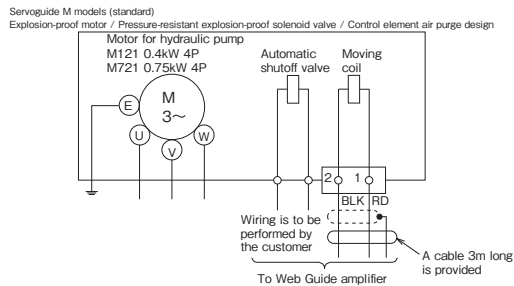 Servoguide M models (standard)
Explosion-proof motor / Pressure-resistant explosion-proof solenoid valve / Control element air purge design
Motor for hydraulic pump
M121 0.4kW 4P
M721 0.75kW 4P
Automatic
shutoff valve
Moving
coil
E
M
3~
U
V
W
2
1
BLK
RD
Wiring is to be
performed by
the customer
A cable 3m long
is provided
To Web Guide amplifier